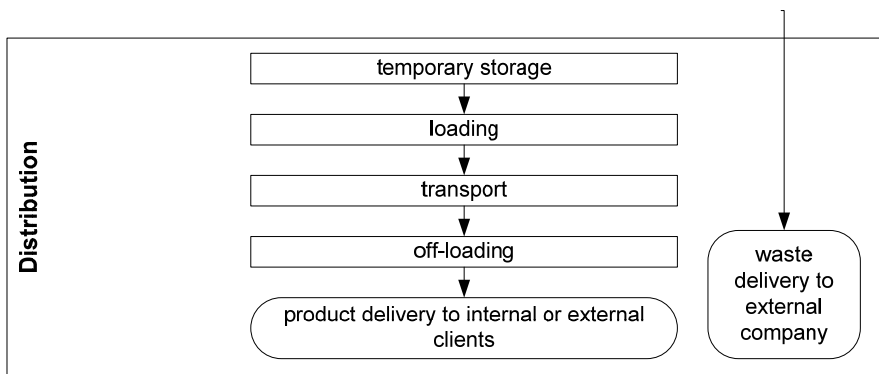 temporary storage
loading
transport
off-loading
product delivery to internal or external
clients
Distribution
waste
delivery to
external
company